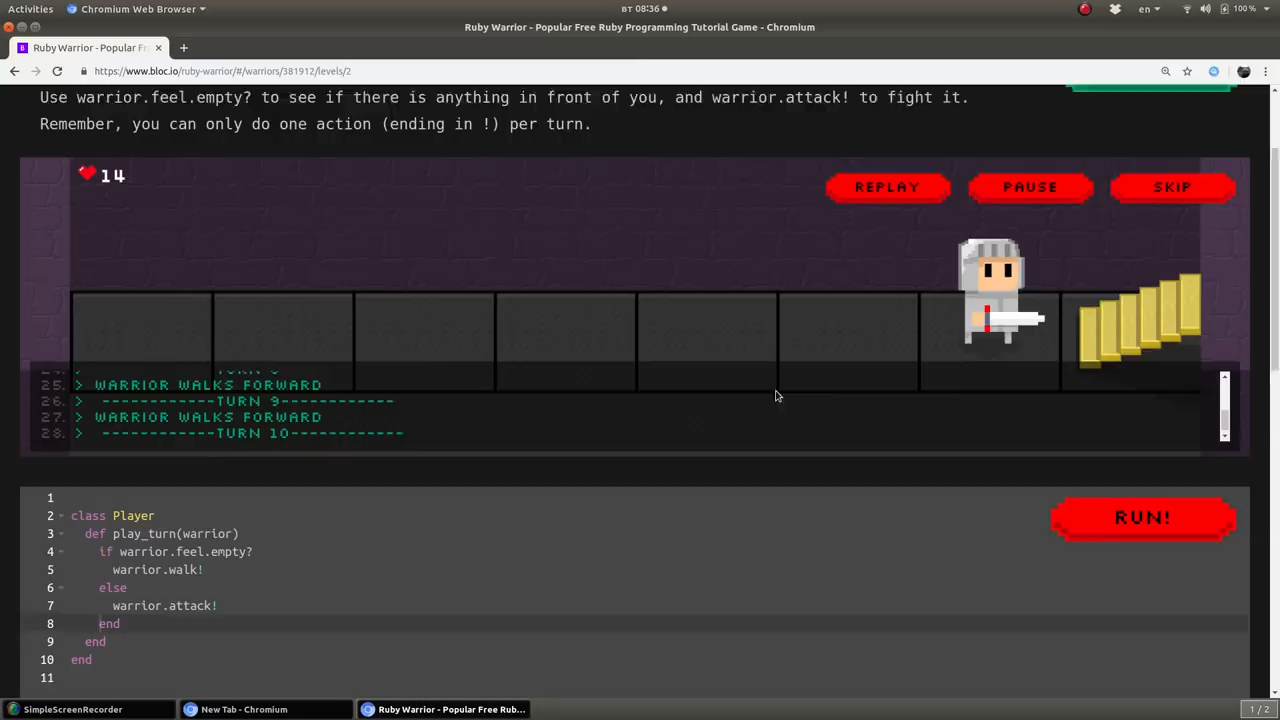 Activities Chromium Web Browser вт 08:36 en 100 %
Ruby Warrior - Popular Free Ruby Programming Tutorial Game - Chromium
Ruby Warrior - Popular Fr
https://www.bloc.io/ruby-warrior/#/warriors/381912/levels/2
Use warrior.feel.empty? to see if there is anything in front of you, and warrior.attack! to fight it.
Remember, you can only do one action (ending in !) per turn.
14
REPLAY PAUSE SKIP
25. > WARRIOR WALKS FORWARD
26. > ------------TURN 9------------
27. > WARRIOR WALKS FORWARD
28. > ------------TURN 10------------
RUN!
1
2 class Player
3 def play_turn(warrior)
4 if warrior.feel.empty?
5 warrior.walk!
6 else
7 warrior.attack!
8 end
9 end
10 end
11
SimpleScreenRecorder New Tab - Chromium Ruby Warrior - Popular Free Rub... 1 / 2